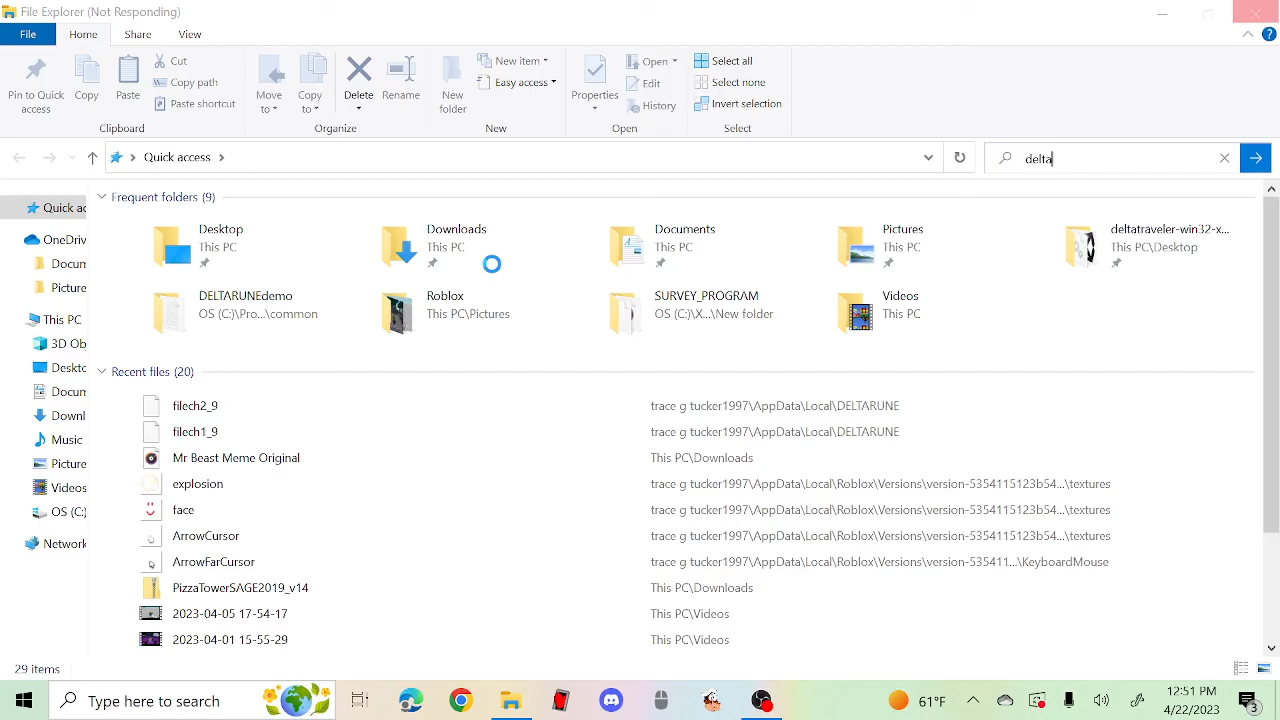 File Explorer (Not Responding)
File Home Share View
Pin to Quick access
Copy
Paste
Cut
Copy path
Paste shortcut
Clipboard
Move to
Copy to
Delete
Rename
Organize
New folder
New item
Easy access
New
Properties
Open
Edit
History
Open
Select all
Select none
Invert selection
Select
Quick access
delta
Quick ac
OneDriv
Docum
Picture
This PC
3D Obj
Deskto
Docum
Downl
Music
Picture
Videos
OS (C:)
Network
Frequent folders (9)
Desktop
This PC
Downloads
This PC
Documents
This PC
Pictures
This PC
deltatraveler-win32-x...
This PC\Desktop
DELTARUNEdemo
OS (C:)\Pro...\common
Roblox
This PC\Pictures
SURVEY_PROGRAM
OS (C:)\X...\New folder
Videos
This PC
Recent files (20)
filech2_9 trace g tucker1997\AppData\Local\DELTARUNE
filech1_9 trace g tucker1997\AppData\Local\DELTARUNE
Mr Beast Meme Original This PC\Downloads
explosion trace g tucker1997\AppData\Local\Roblox\Versions\version-5354115123b54...\textures
face trace g tucker1997\AppData\Local\Roblox\Versions\version-5354115123b54...\textures
ArrowCursor trace g tucker1997\AppData\Local\Roblox\Versions\version-5354115123b54...\textures
ArrowFarCursor trace g tucker1997\AppData\Local\Roblox\Versions\version-535411...\KeyboardMouse
PizzaTowerSAGE2019_v14 This PC\Downloads
2023-04-05 17-54-17 This PC\Videos
2023-04-01 15-55-29 This PC\Videos
29 items
Type here to search
61°F
12:51 PM
4/22/2023
3